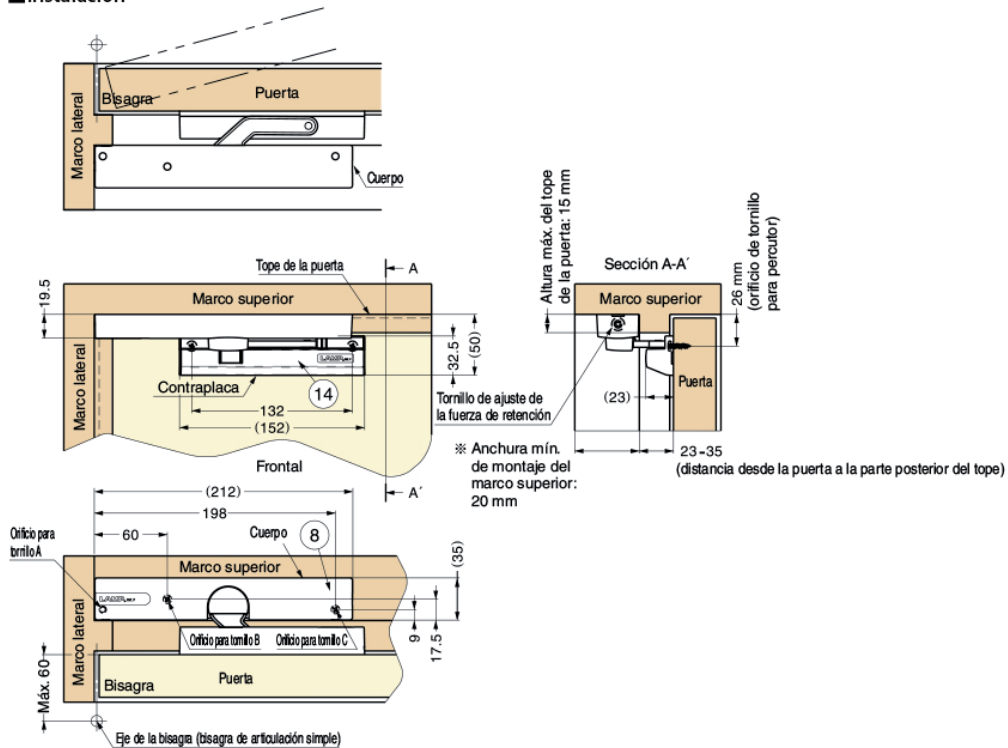 ■Instalación
Marco lateral
Bisagra
Puerta
Cuerpo
Tope de la puerta
A
Marco superior
19.5
Marco lateral
LAMP
32.5
(50)
Contraplaca
14
132
(152)
Frontal
A´
Altura máx. del tope
de la puerta: 15 mm
Sección A-A´
26 mm
(orificio de tornillo
para percutor)
Marco superior
Puerta
(23)
Tornillo de ajuste de
la fuerza de retención
※ Anchura mín.
de montaje del
marco superior:
20 mm
23-35
(distancia desde la puerta a la parte posterior del tope)
(212)
198
60
Orificio para
tornillo A
Cuerpo
8
Marco superior
(35)
LAMP
Orificio para tornillo B
Orificio para tornillo C
9
17.5
Marco lateral
Máx. 60
Bisagra
Puerta
Eje de la bisagra (bisagra de articulación simple)